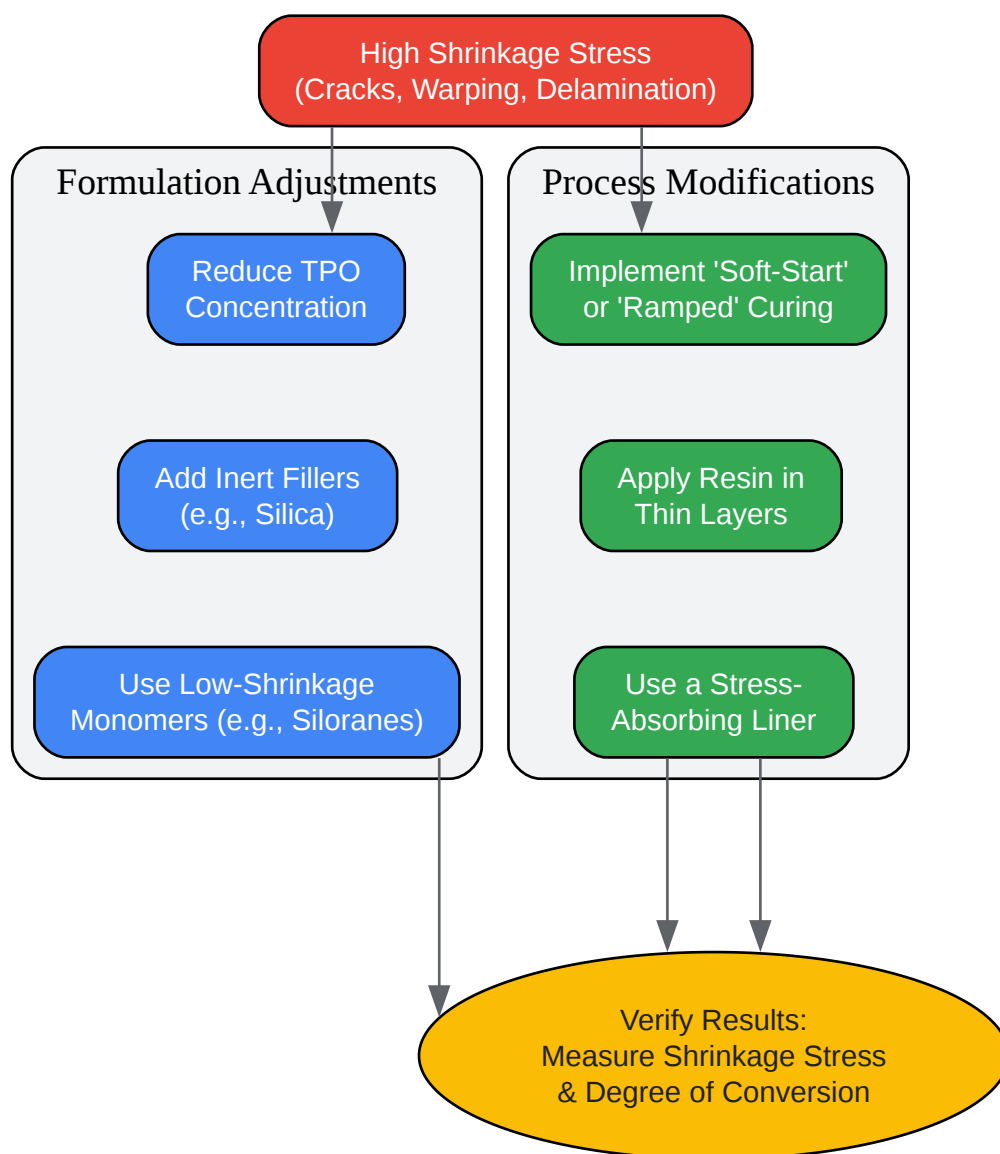 High Shrinkage Stress
(Cracks, Warping, Delamination)
Formulation Adjustments
Reduce TPO
Concentration
Add Inert Fillers
(e.g., Silica)
Use Low-Shrinkage
Monomers (e.g., Siloranes)
Process Modifications
Implement 'Soft-Start'
or 'Ramped' Curing
Apply Resin in
Thin Layers
Use a Stress-
Absorbing Liner
Verify Results:
Measure Shrinkage Stress
& Degree of Conversion